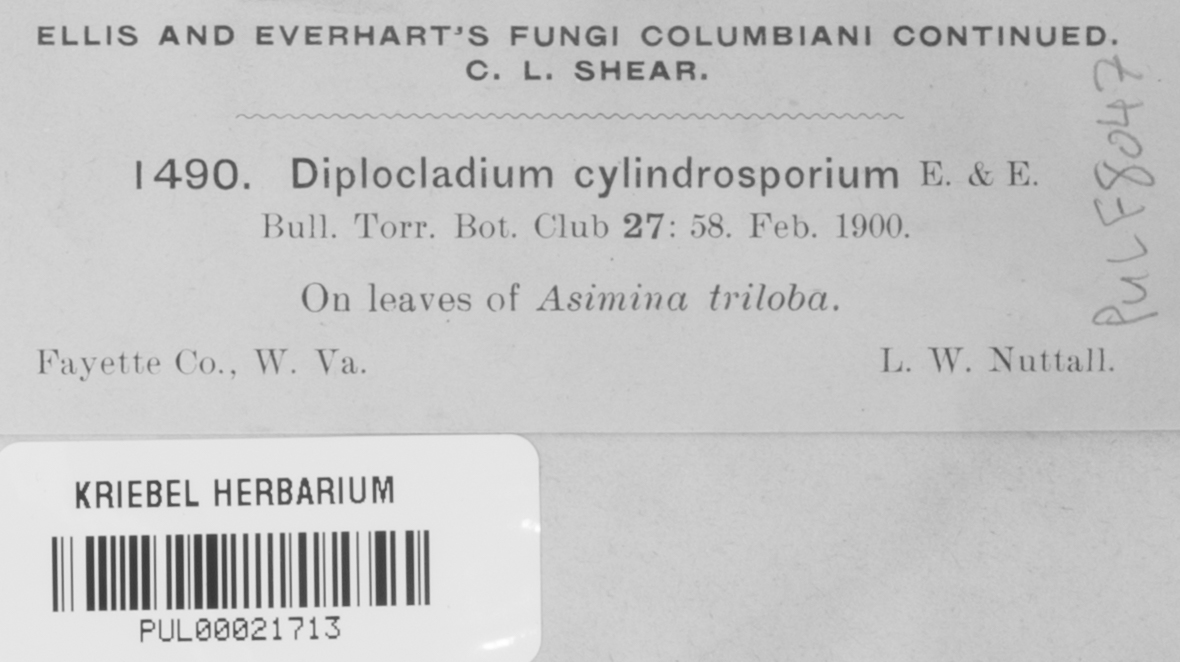 ELLIS AND EVERHART'S FUNGI COLUMBIANI CONTINUED.
C. L. SHEAR.
1490. Diplocladium cylindrosporium E. & E.
Bull. Torr. Bot. Club 27: 58. Feb. 1900.
On leaves of Asimina triloba.
Fayette Co., W. Va.
L. W. Nuttall.
PUL F8047
KRIEBEL HERBARIUM
PUL00021713